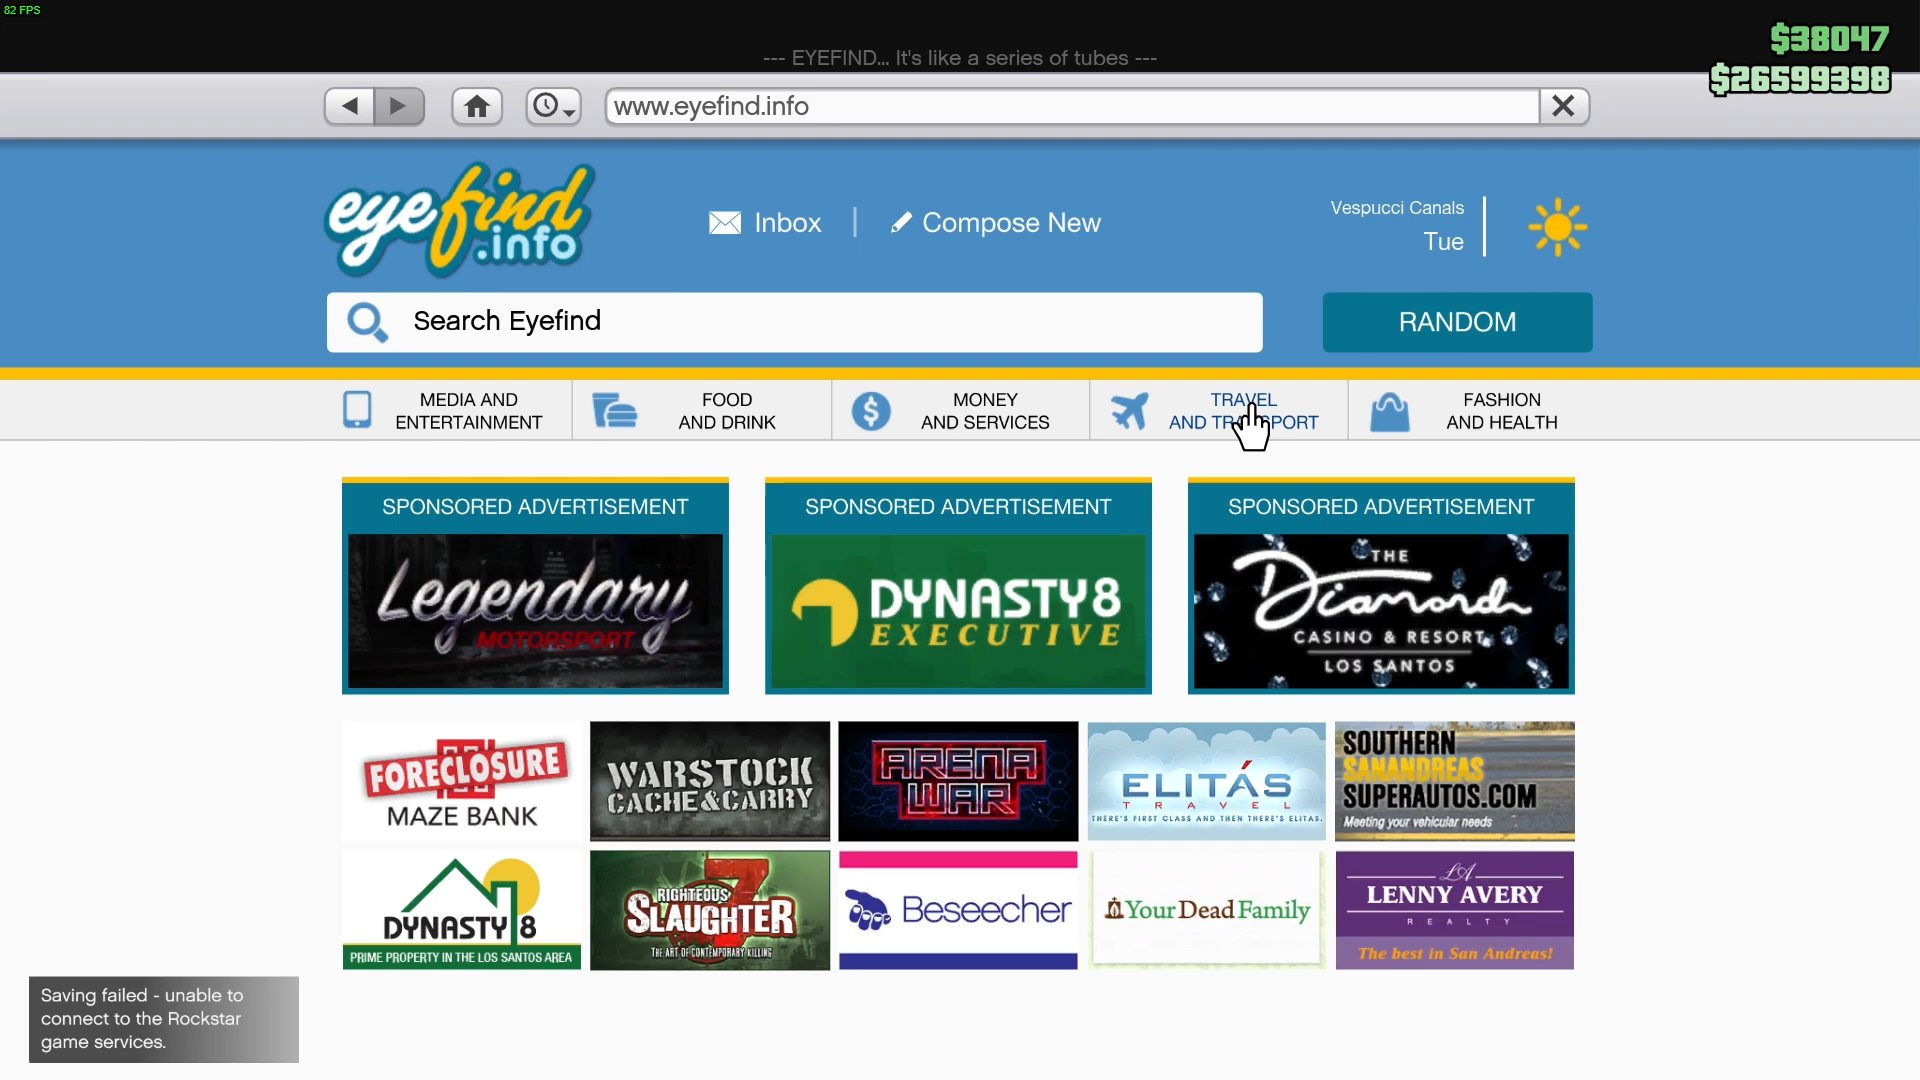 82 FPS
$38047
--- EYEFIND... It's like a series of tubes ---
$26599398
www.eyefind.info
eyefind
.info
Inbox
Compose New
Vespucci Canals
Tue
Search Eyefind
RANDOM
MEDIA AND
ENTERTAINMENT
FOOD
AND DRINK
MONEY
AND SERVICES
TRAVEL
AND TRANSPORT
FASHION
AND HEALTH
SPONSORED ADVERTISEMENT
Legendary
MOTORSPORT
SPONSORED ADVERTISEMENT
DYNASTY8
EXECUTIVE
SPONSORED ADVERTISEMENT
THE
Diamond
CASINO & RESORT
LOS SANTOS
FORECLOSURE
MAZE BANK
WARSTOCK
CACHE&CARRY
ARENA
WAR
ELITÁS
TRAVEL
THERE'S FIRST CLASS AND THEN THERE'S ELITAS.
SOUTHERN
SANANDREAS
SUPERAUTOS.COM
Meeting your vehicular needs
DYNASTY 8
PRIME PROPERTY IN THE LOS SANTOS AREA
RIGHTEOUS
SLAUGHTER
7
THE ART OF CONTEMPORARY KILLING
Beseecher
YourDeadFamily
LA
LENNY AVERY
REALTY
The best in San Andreas!
Saving failed - unable to
connect to the Rockstar
game services.